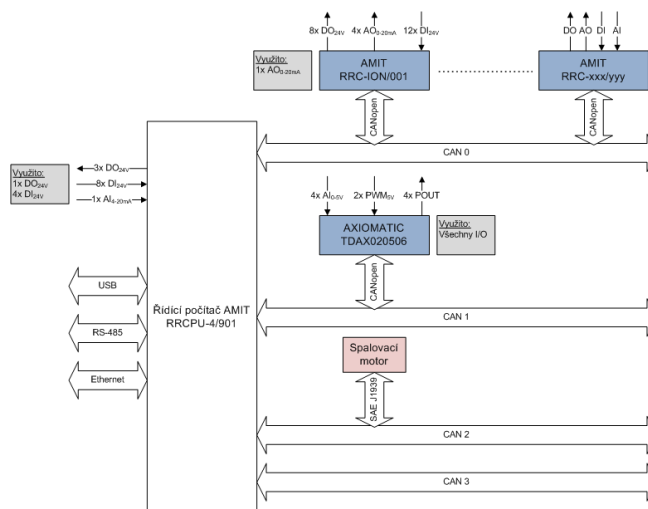 8x DO24V
4x AO0-20mA
12x DI24V
DO AO DI AI
Využito:
1x AO0-20mA
AMIT
RRC-ION/001
AMIT
RRC-xxx/yyy
CANopen
CANopen
CAN 0
Využito:
1x DO24V
4x DI24V
3x DO24V
8x DI24V
1x AI4-20mA
4x AI0-5V
2x PWM5V
4x POUT
AXIOMATIC
TDAX020506
Využito:
Všechny I/O
CANopen
USB
Řídící počítač AMIT
RRCPU-4/901
CAN 1
RS-485
Spalovací
motor
Ethernet
SAE J1939
CAN 2
CAN 3